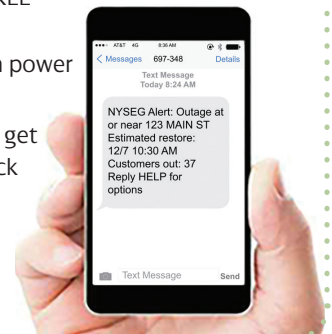 power
get
AT&T 4G 8:36 AM
Messages 697-348 Details
Text Message
Today 8:24 AM
NYSEG Alert: Outage at
or near 123 MAIN ST
Estimated restore:
12/7 10:30 AM
Customers out: 37
Reply HELP for
options
Text Message Send